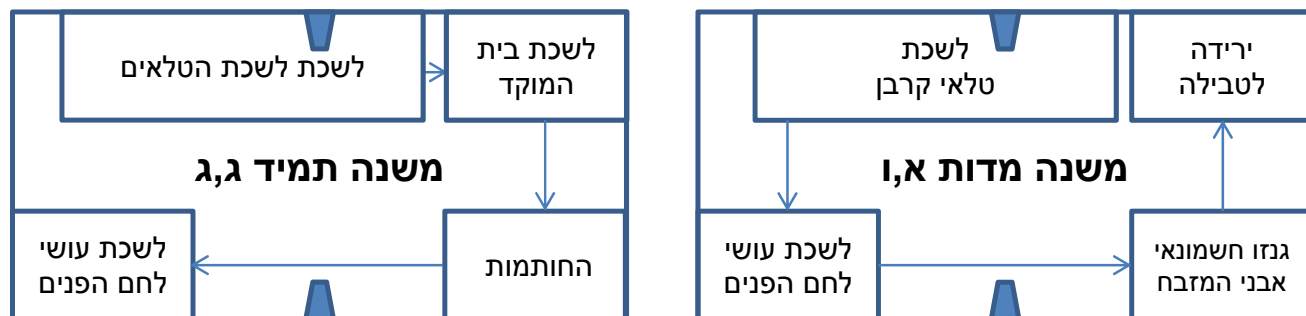 לשכת
טלאי קרבן
ירידה
לטבילה
משנה מדות א,ו
לשכת עושי
לחם הפנים
גנזו חשמונאי
אבני המזבח
לשכת לשכת הטלאים
לשכת בית
המוקד
משנה תמיד ג,ג
לשכת עושי
לחם הפנים
החותמות